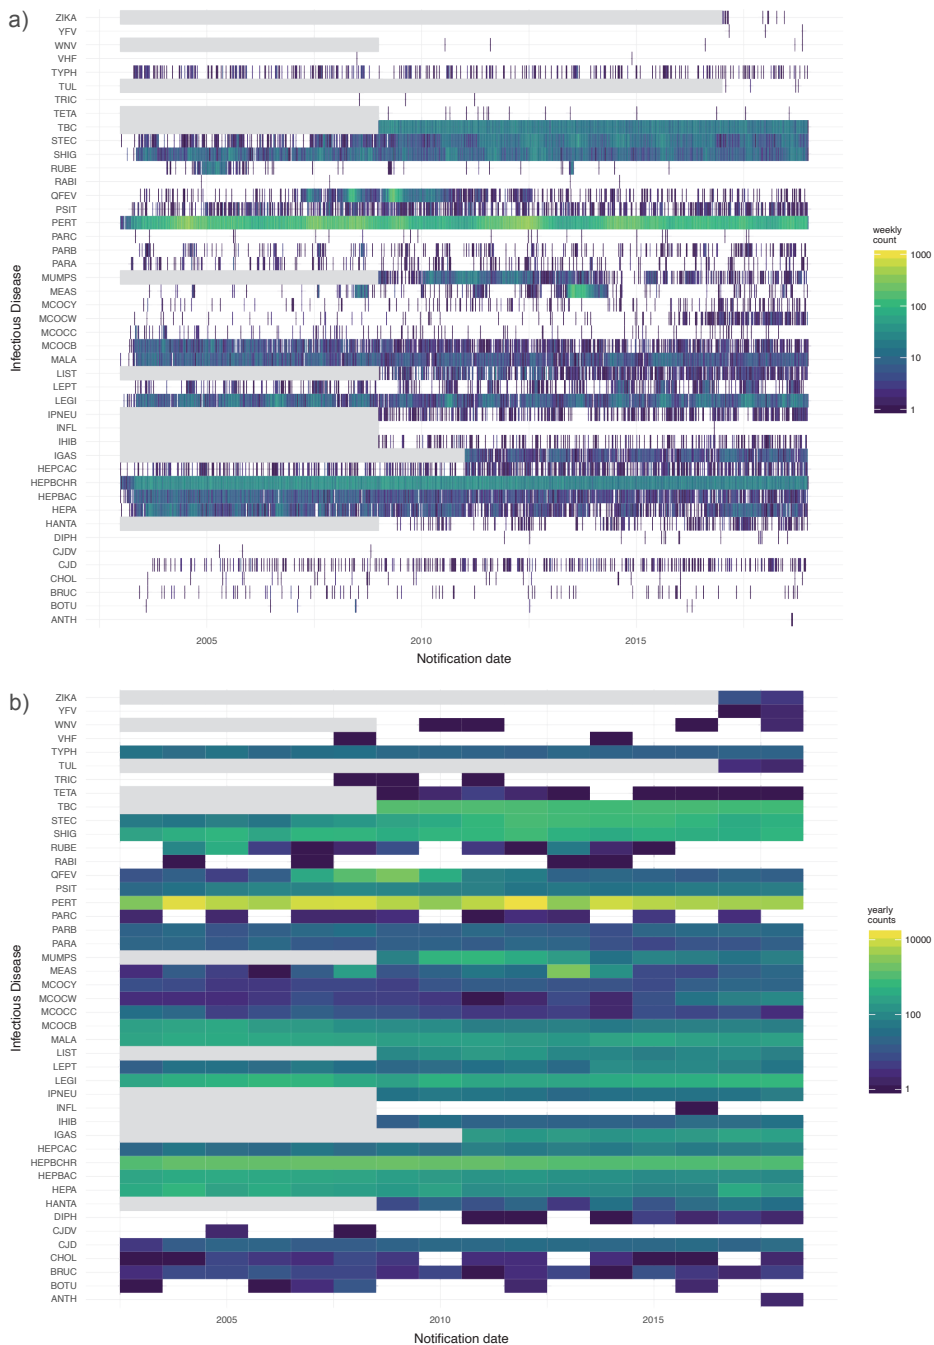 a)
ZIKA
YFV
WNV
VHF
TYPH
TUL
TRIC
TETA
TBC
STEC
SHIG
RUBE
RABI
QFEV
PSIT
PERT
PARC
PARB
PARA
MUMPS
MEAS
MCOCY
MCOCW
MCOCC
MCOCB
MALA
LIST
LEPT
LEGI
IPNEU
INFL
IHIB
IGAS
HEPCAC
HEPBCHR
HEPBAC
HEPA
HANTA
DIPH
CJDV
CJD
CHOL
BRUC
BOTU
ANTH
Infectious Disease
2005 2010 2015
Notification date
weekly
count
1000
100
10
1
b)
ZIKA
YFV
WNV
VHF
TYPH
TUL
TRIC
TETA
TBC
STEC
SHIG
RUBE
RABI
QFEV
PSIT
PERT
PARC
PARB
PARA
MUMPS
MEAS
MCOCY
MCOCW
MCOCC
MCOCB
MALA
LIST
LEPT
LEGI
IPNEU
INFL
IHIB
IGAS
HEPCAC
HEPBCHR
HEPBAC
HEPA
HANTA
DIPH
CJDV
CJD
CHOL
BRUC
BOTU
ANTH
Infectious Disease
2005 2010 2015
Notification date
yearly
counts
10000
100
1